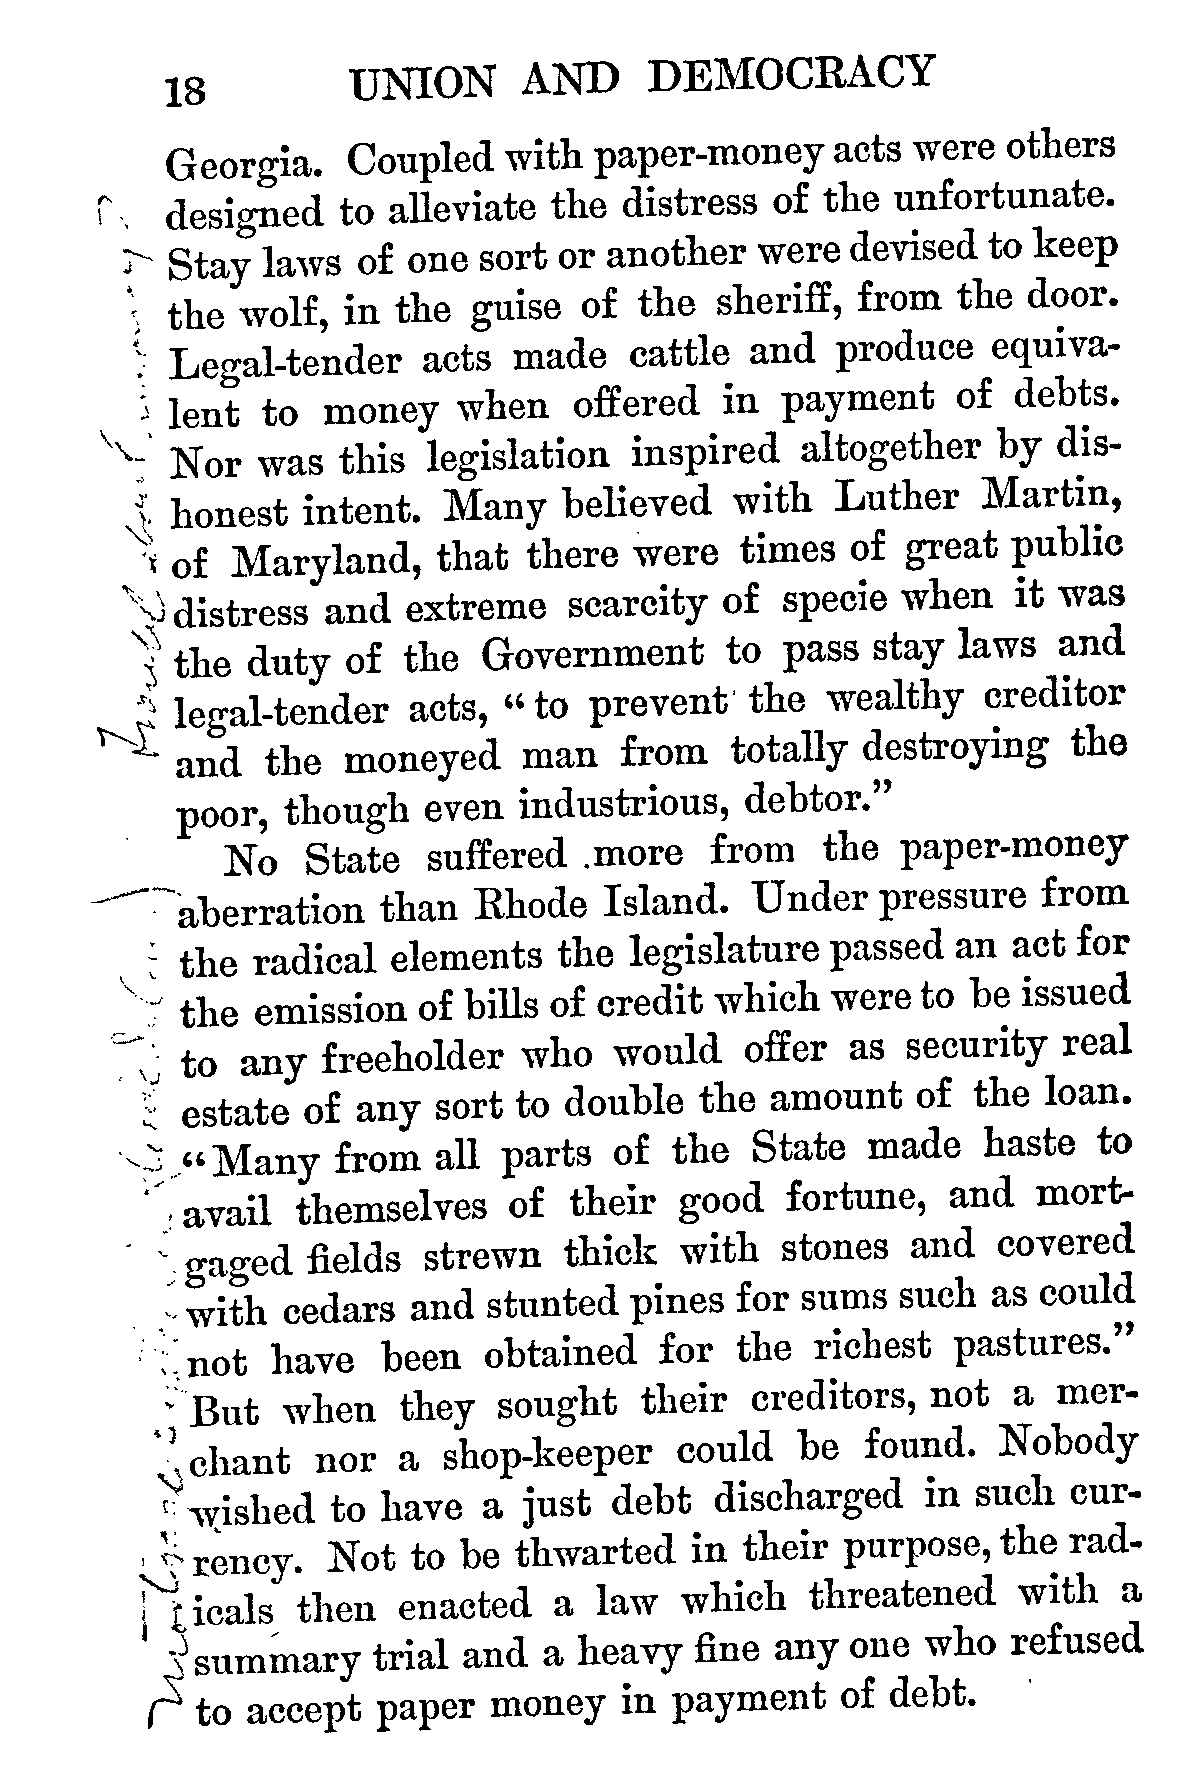 18 UNION AND DEMOCRACY
Georgia. Coupled with paper-money acts were others
designed to alleviate the distress of the unfortunate.
Stay laws of one sort or another were devised to keep
the wolf, in the guise of the sheriff, from the door.
Legal-tender acts made cattle and produce equiva-
lent to money when offered in payment of debts.
Nor was this legislation inspired altogether by dis-
honest intent. Many believed with Luther Martin,
of Maryland, that there were times of great public
distress and extreme scarcity of specie when it was
the duty of the Government to pass stay laws and
legal-tender acts, “to prevent the wealthy creditor
and the moneyed man from totally destroying the
poor, though even industrious, debtor.”
No State suffered more from the paper-money
aberration than Rhode Island. Under pressure from
the radical elements the legislature passed an act for
the emission of bills of credit which were to be issued
to any freeholder who would offer as security real
estate of any sort to double the amount of the loan.
“Many from all parts of the State made haste to
avail themselves of their good fortune, and mort-
gaged fields strewn thick with stones and covered
with cedars and stunted pines for sums such as could
not have been obtained for the richest pastures.”
But when they sought their creditors, not a mer-
chant nor a shop-keeper could be found. Nobody
wished to have a just debt discharged in such cur-
rency. Not to be thwarted in their purpose, the rad-
icals then enacted a law which threatened with a
summary trial and a heavy fine any one who refused
to accept paper money in payment of debt.